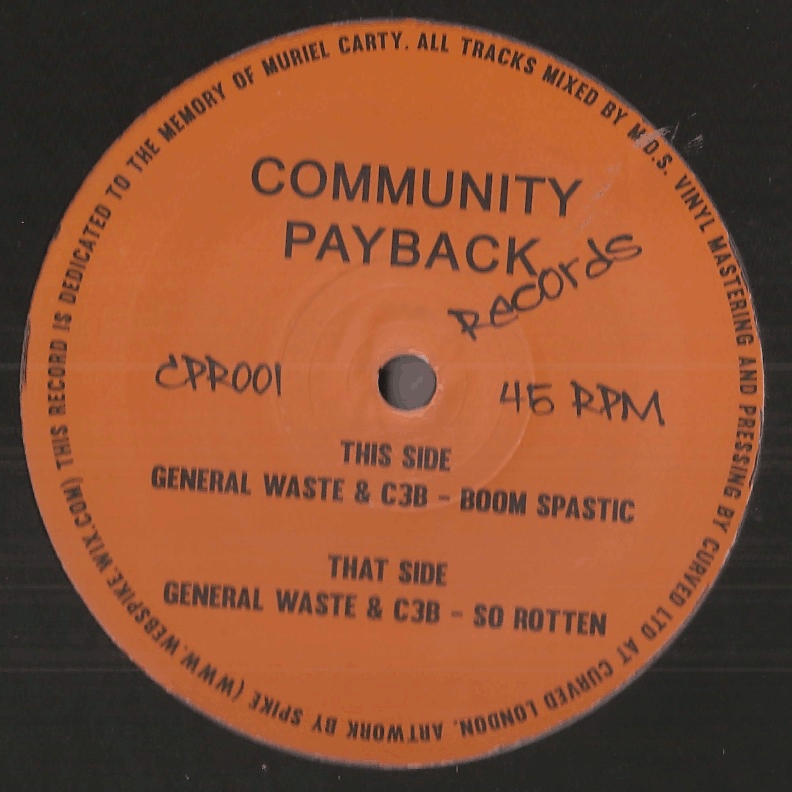 THIS RECORD IS DEDICATED TO THE MEMORY OF MURIEL CARTY. ALL TRACKS MIXED BY M.D.S. VINYL MASTERING AND PRESSING BY CURVED LTD AT CURVED LONDON. ARTWORK BY SPIKE (WWW.WEBSPIKE.WIX.COM)
COMMUNITY
PAYBACK
Records
CPR001
45 RPM
THIS SIDE
GENERAL WASTE & C3B - BOOM SPASTIC
THAT SIDE
GENERAL WASTE & C3B - SO ROTTEN